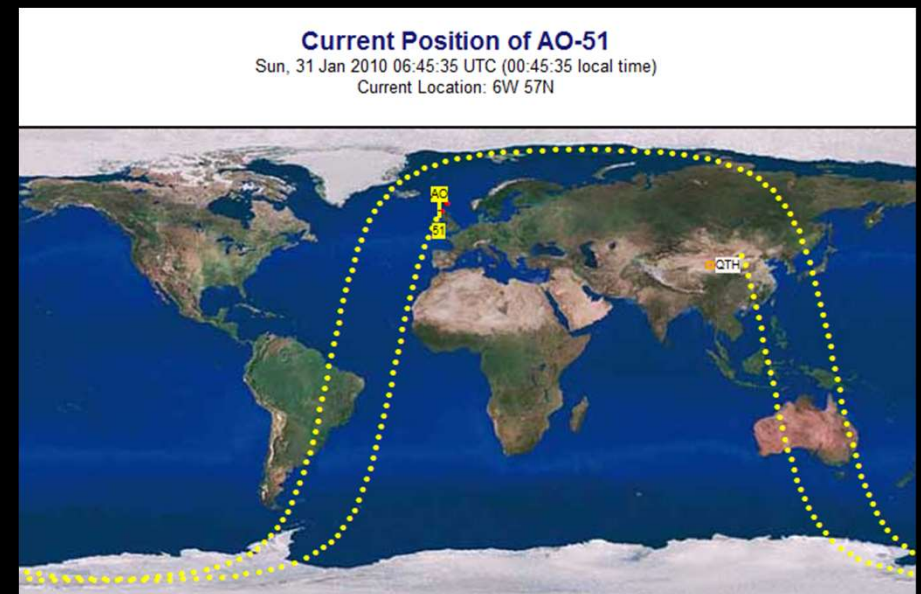 Current Position of AO-51
Sun, 31 Jan 2010 06:45:35 UTC (00:45:35 local time)
Current Location: 6W 57N
AO
51
QTH